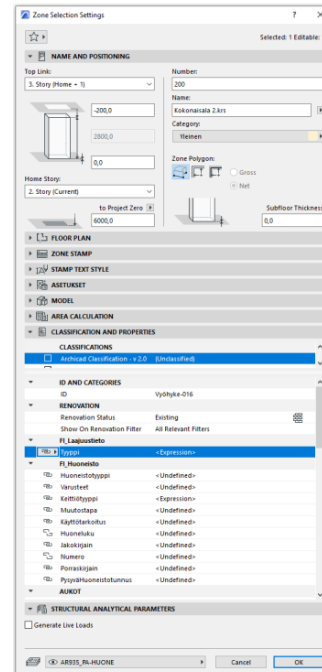 Zone Selection Settings ? ×
Selected: 1 Editable:
NAME AND POSITIONING
Top Link:
3. Story (Home + 1)
-200,0
2800,0
0,0
Home Story:
2. Story (Current)
to Project Zero
6000,0
Number:
200
Name:
Kokonaisala 2.krs
Category:
Yleinen
Zone Polygon:
Gross
Net
Subfloor Thickness
0,0
FLOOR PLAN
ZONE STAMP
STAMP TEXT STYLE
ASETUKSET
MODEL
AREA CALCULATION
CLASSIFICATION AND PROPERTIES
CLASSIFICATIONS
Archicad Classification - v 2.0 (Unclassified)
ID AND CATEGORIES
ID Vyöhyke-016
RENOVATION
Renovation Status Existing
Show On Renovation Filter All Relevant Filters
FI_Laajuustieto
Tyyppi <Expression>
FI_Huoneisto
Huoneistotyyppi <Undefined>
Varusteet <Undefined>
Keittiötyyppi <Expression>
Muutostapa <Undefined>
Käyttötarkoitus <Undefined>
Huoneluku <Undefined>
Jakokirjain <Undefined>
Numero <Undefined>
Porraskirjain <Undefined>
PysyväHuoneistotunnus <Undefined>
AUKOT
STRUCTURAL ANALYTICAL PARAMETERS
Generate Live Loads
AR935_PA-HUONE
Cancel OK